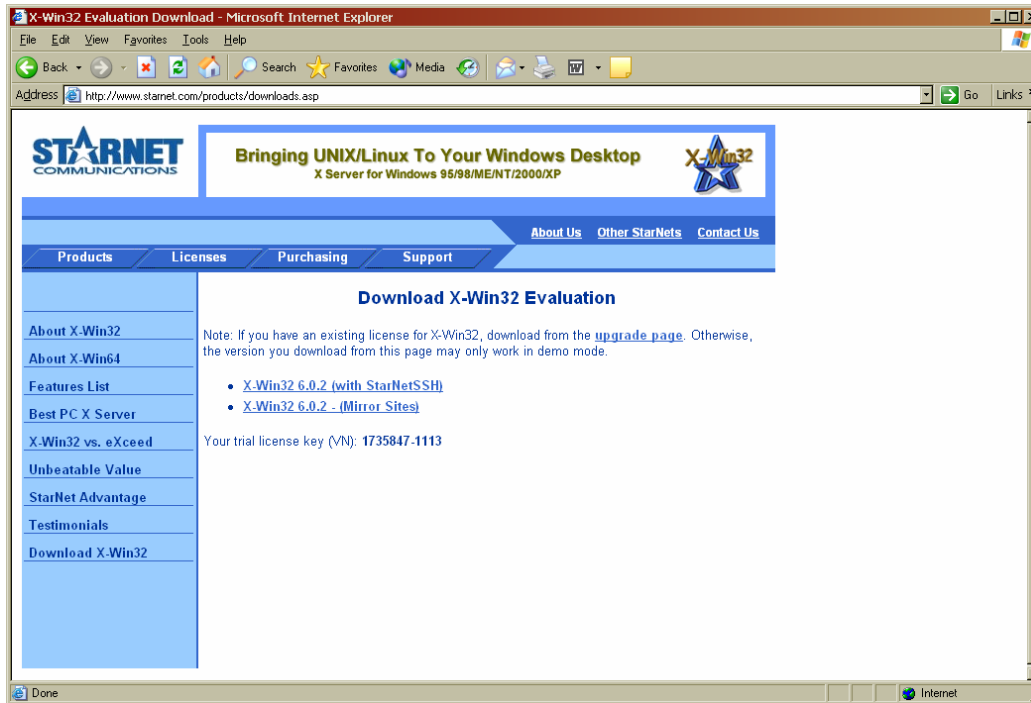 X-Win32 Evaluation Download - Microsoft Internet Explorer
File Edit View Favorites Tools Help
Back Search Favorites Media
Address http://www.starnet.com/products/downloads.asp Go Links
STARNET
COMMUNICATIONS
Bringing UNIX/Linux To Your Windows Desktop
X Server for Windows 95/98/ME/NT/2000/XP
X-Win32
About Us Other StarNets Contact Us
Products Licenses Purchasing Support
Download X-Win32 Evaluation
Note: If you have an existing license for X-Win32, download from the upgrade page. Otherwise,
the version you download from this page may only work in demo mode.
• X-Win32 6.0.2 (with StarNetSSH)
• X-Win32 6.0.2 - (Mirror Sites)
Your trial license key (VN): 1735847-1113
About X-Win32
About X-Win64
Features List
Best PC X Server
X-Win32 vs. eXceed
Unbeatable Value
StarNet Advantage
Testimonials
Download X-Win32
Done Internet